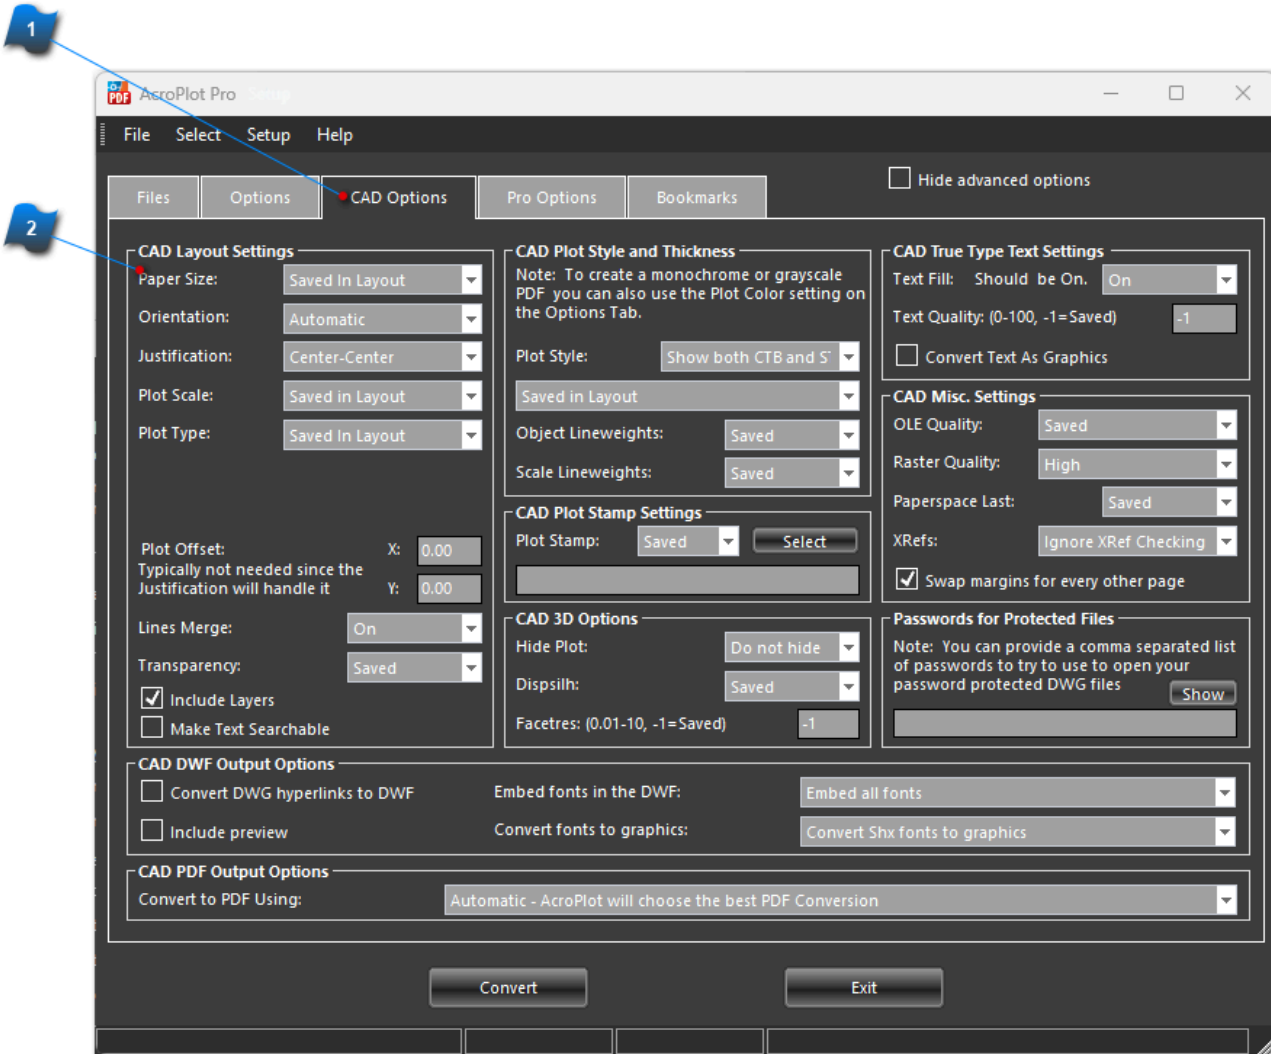 1
PDF AcroPlot Pro Setup
File Select Setup Help
Hide advanced options
Files Options CAD Options Pro Options Bookmarks
2
CAD Layout Settings
Paper Size: Saved In Layout
Orientation: Automatic
Justification: Center-Center
Plot Scale: Saved in Layout
Plot Type: Saved In Layout
Plot Offset: X: 0.00
Typically not needed since the
Justification will handle it Y: 0.00
Lines Merge: On
Transparency: Saved
Include Layers
Make Text Searchable
CAD Plot Style and Thickness
Note: To create a monochrome or grayscale
PDF you can also use the Plot Color setting on
the Options Tab.
Plot Style: Show both CTB and S
Saved in Layout
Object Lineweights: Saved
Scale Lineweights: Saved
CAD Plot Stamp Settings
Plot Stamp: Saved Select
CAD 3D Options
Hide Plot: Do not hide
Dispsilh: Saved
Facetres: (0.01-10, -1=Saved) -1
CAD True Type Text Settings
Text Fill: Should be On. On
Text Quality: (0-100, -1=Saved) -1
Convert Text As Graphics
CAD Misc. Settings
OLE Quality: Saved
Raster Quality: High
Paperspace Last: Saved
XRefs: Ignore XRef Checking
Swap margins for every other page
Passwords for Protected Files
Note: You can provide a comma separated list
of passwords to try to use to open your
password protected DWG files Show
CAD DWF Output Options
Convert DWG hyperlinks to DWF Embed fonts in the DWF: Embed all fonts
Include preview Convert fonts to graphics: Convert Shx fonts to graphics
CAD PDF Output Options
Convert to PDF Using: Automatic - AcroPlot will choose the best PDF Conversion
Convert Exit